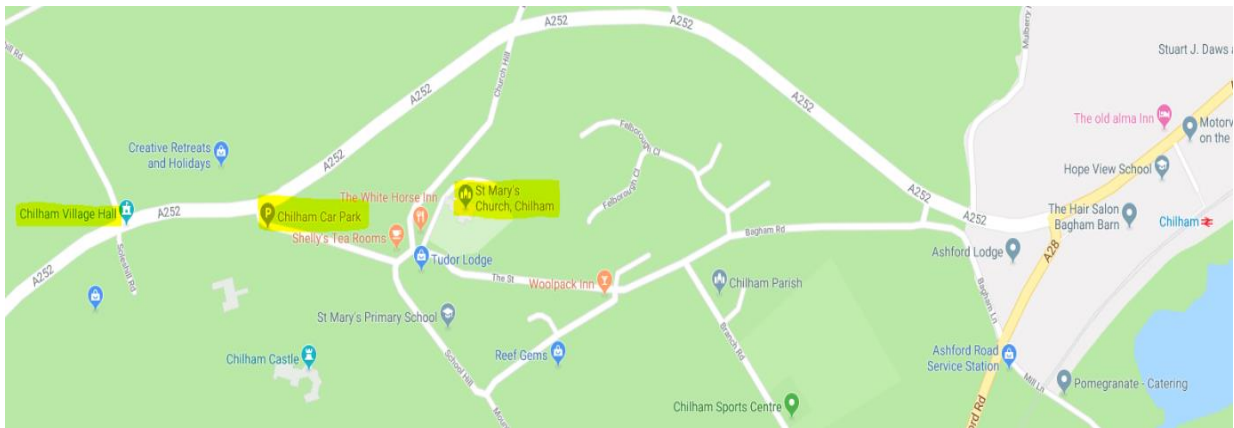 A252
A252
A252
A252
A252
A252
A252
A252
Church Hill
Stuart J. Daws
The old alma Inn
Motorv
on the
Hope View School
Creative Retreats
and Holidays
Felborough Cl
Felborough Cl
The White Horse Inn
St Mary's
Church, Chilham
Chilham Village Hall
P
Chilham Car Park
Shelly's Tea Rooms
The Hair Salon
Bagham Barn
Chilham
Bagham Rd
Tudor Lodge
Ashford Lodge
A28
Soleshill Rd
The St
Woolpack Inn
Chilham Parish
Bagham Ln
St Mary's Primary School
Branch Rd
Chilham Castle
Reef Gems
School Hill
Ashford Road
Service Station
Mill Ln
Pomegranate - Catering
Chilham Sports Centre
ord Rd